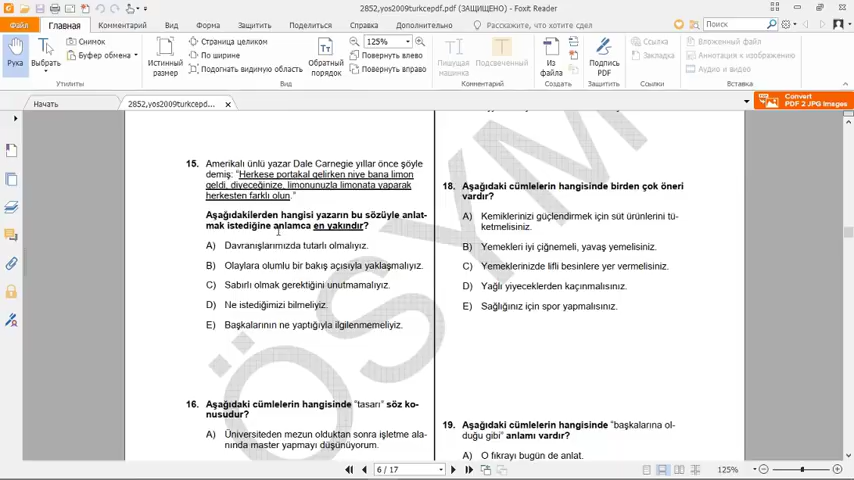 2852,yos2009turkcepdf.pdf (ЗАЩИЩЕНО) - Foxit Reader
Файл
Главная
Комментарий
Вид
Форма
Защитить
Поделиться
Справка
Дополнительно
Расскажите, что хотите сдел
Поиск
Рука
Выбрать
Снимок
Буфер обмена
Утилиты
Истинный размер
Страница целиком
По ширине
Подогнать видимую область
Обратный порядок
125%
Повернуть влево
Повернуть вправо
Вид
Пишущая машинка
Подсвеченный
Комментарий
Из файла
Создать
Подпись PDF
Защитить
Ссылка
Закладка
Ссылки
Вложенный файл
Аннотация к изображению
Аудио и видео
Вставка
Начать
2852,yos2009turkcepd...
Convert
PDF 2 JPG Images
15. Amerikalı ünlü yazar Dale Carnegie yıllar önce şöyle
demiş: “Herkese portakal gelirken niye bana limon
geldi, diyeceğinize, limonunuzla limonata yaparak
herkesten farklı olun.”
Aşağıdakilerden hangisi yazarın bu sözüyle anlat-
mak istediğine anlamca en yakındır?
A) Davranışlarımızda tutarlı olmalıyız.
B) Olaylara olumlu bir bakış açısıyla yaklaşmalıyız.
C) Sabırlı olmak gerektiğini unutmamalıyız.
D) Ne istediğimizi bilmeliyiz.
E) Başkalarının ne yaptığıyla ilgilenmemeliyiz.
16. Aşağıdaki cümlelerin hangisinde “tasarı” söz ko-
nusudur?
A) Üniversiteden mezun olduktan sonra işletme ala-
nında master yapmayı düşünüyorum.
18. Aşağıdaki cümlelerin hangisinde birden çok öneri
vardır?
A) Kemiklerinizi güçlendirmek için süt ürünlerini tü-
ketmelisiniz.
B) Yemekleri iyi çiğnemeli, yavaş yemelisiniz.
C) Yemeklerinizde lifli besinlere yer vermelisiniz.
D) Yağlı yiyeceklerden kaçınmalısınız.
E) Sağlığınız için spor yapmalısınız.
19. Aşağıdaki cümlelerin hangisinde “başkalarına ol-
duğu gibi” anlamı vardır?
A) O fıkrayı bugün de anlat.
ÖSYM
6 / 17
125%